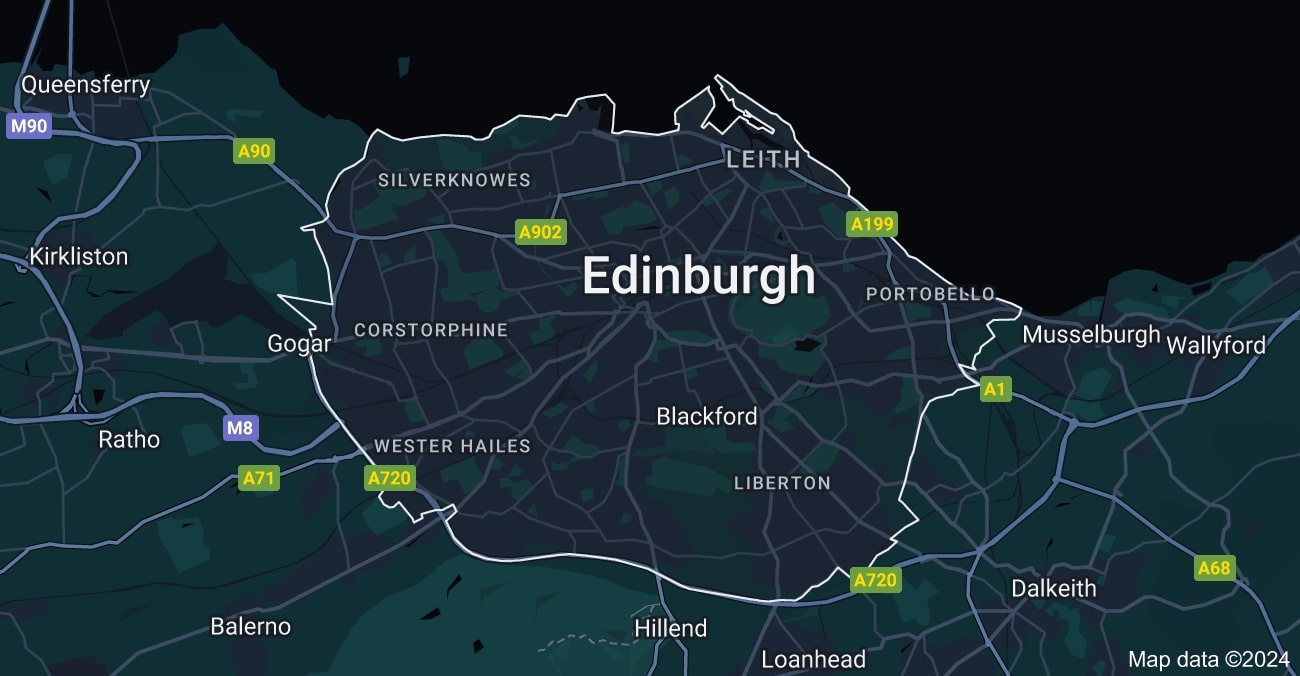 Queensferry
M90
A90
LEITH
SILVERKNOWES
A902
A199
Kirkliston
Edinburgh
PORTOBELLO
CORSTORPHINE
Gogar
Musselburgh
Wallyford
A1
Blackford
M8
Ratho
WESTER HAILES
A71
A720
LIBERTON
A68
A720
Dalkeith
Balerno
Hillend
Loanhead
Map data ©2024